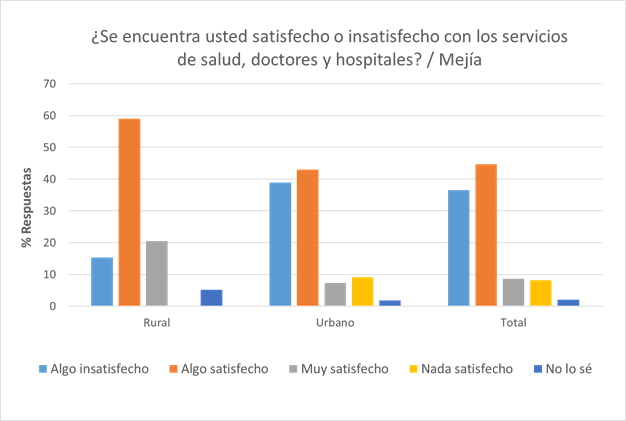 ¿Se encuentra usted satisfecho o insatisfecho con los servicios
de salud, doctores y hospitales? / Mejía
% Respuestas
70
60
50
40
30
20
10
0
Rural Urbano Total
Algo insatisfecho Algo satisfecho Muy satisfecho Nada satisfecho No lo sé